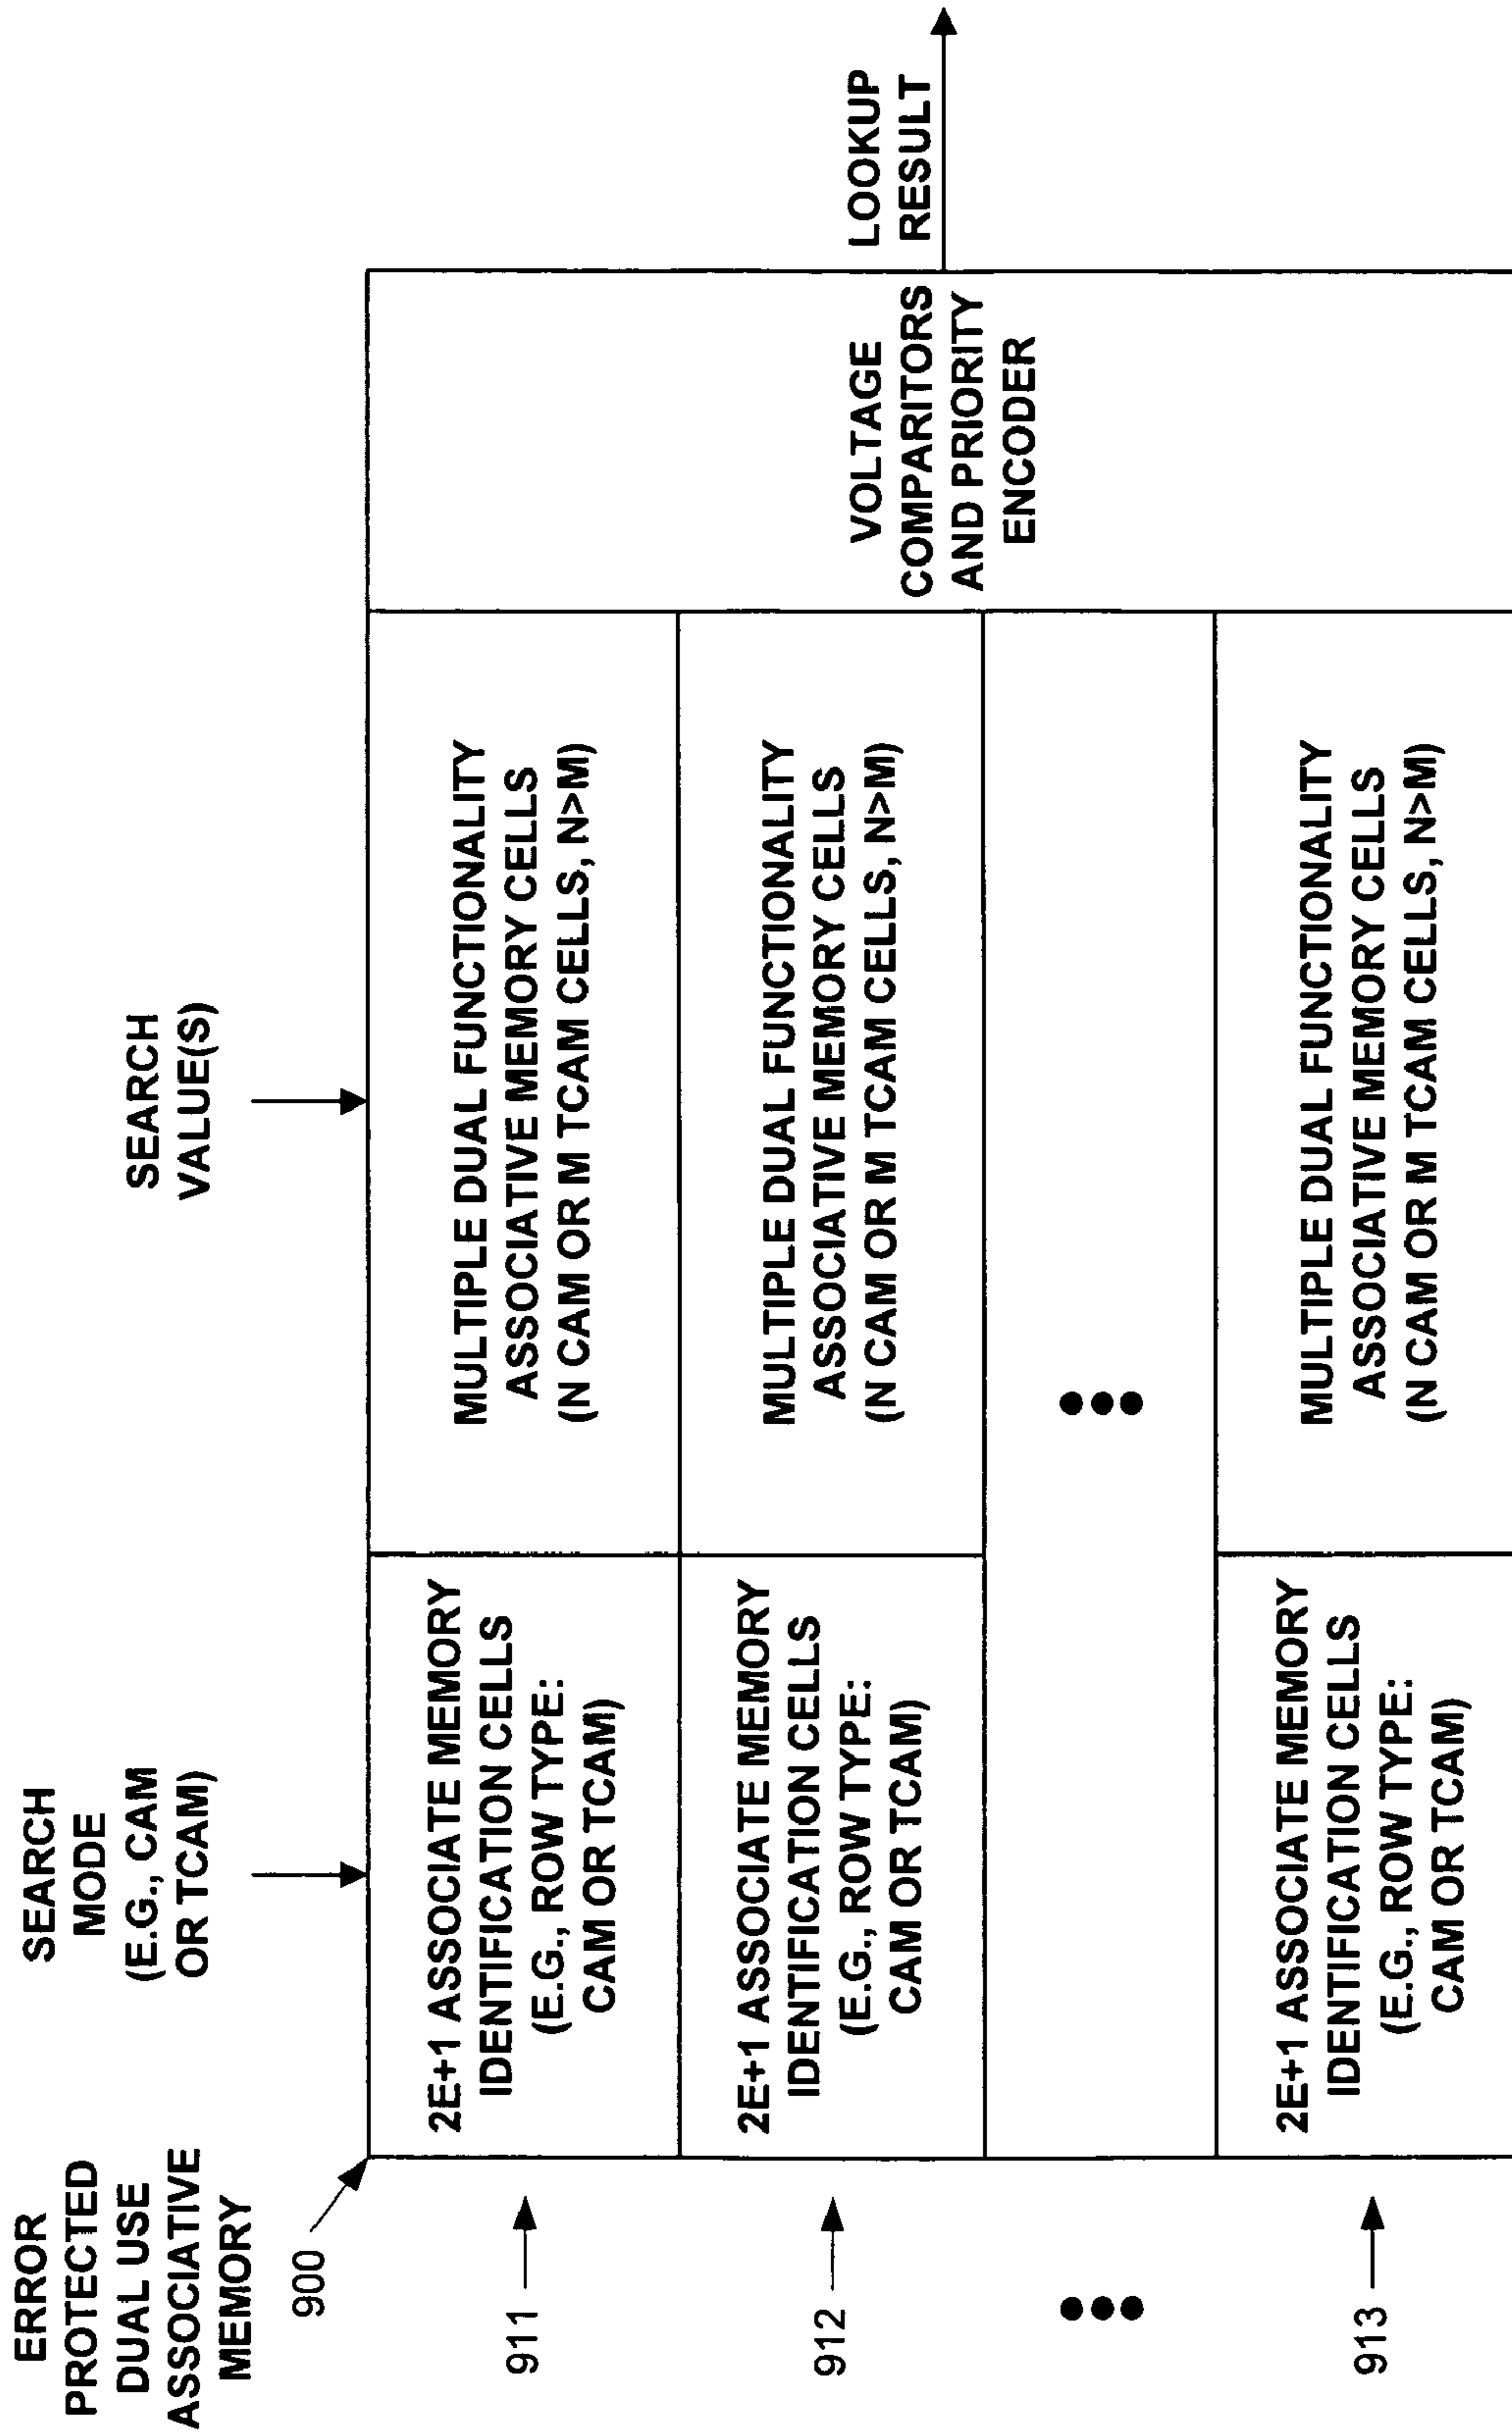 ERROR
PROTECTED
DUAL USE
ASSOCIATIVE
MEMORY
900
SEARCH
MODE
(E.G., CAM
OR TCAM)
SEARCH
VALUE(S)
911
2E+1 ASSOCIATE MEMORY
IDENTIFICATION CELLS
(E.G., ROW TYPE:
CAM OR TCAM)
MULTIPLE DUAL FUNCTIONALITY
ASSOCIATIVE MEMORY CELLS
(N CAM OR M TCAM CELLS, N>M)
912
2E+1 ASSOCIATE MEMORY
IDENTIFICATION CELLS
(E.G., ROW TYPE:
CAM OR TCAM)
MULTIPLE DUAL FUNCTIONALITY
ASSOCIATIVE MEMORY CELLS
(N CAM OR M TCAM CELLS, N>M)
913
2E+1 ASSOCIATE MEMORY
IDENTIFICATION CELLS
(E.G., ROW TYPE:
CAM OR TCAM)
MULTIPLE DUAL FUNCTIONALITY
ASSOCIATIVE MEMORY CELLS
(N CAM OR M TCAM CELLS, N>M)
VOLTAGE
COMPARITORS
AND PRIORITY
ENCODER
LOOKUP
RESULT